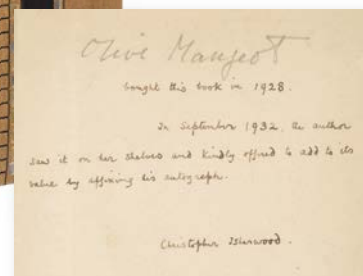 Olive Mangeot
bought this book in 1928.
In September 1932, the author
saw it on her shelves and kindly offered to add to its
value by affixing his autograph.
Christopher Isherwood.